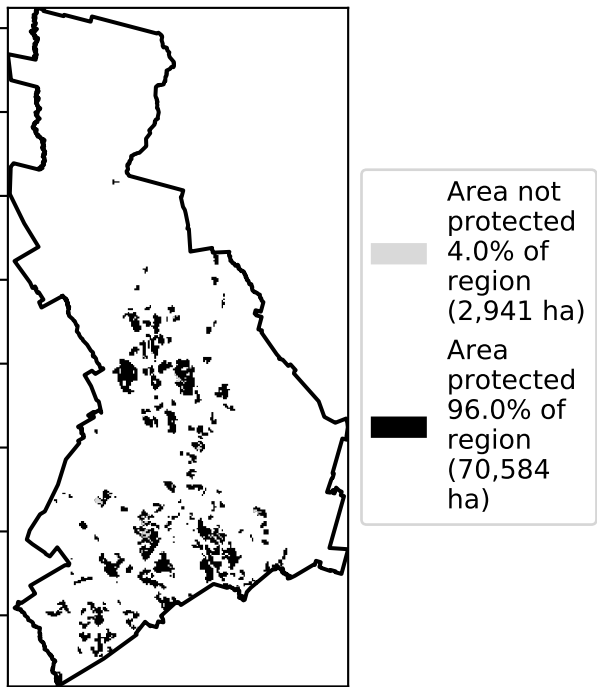 Area not
protected
4.0% of
region
(2,941 ha)
Area
protected
96.0% of
region
(70,584
ha)